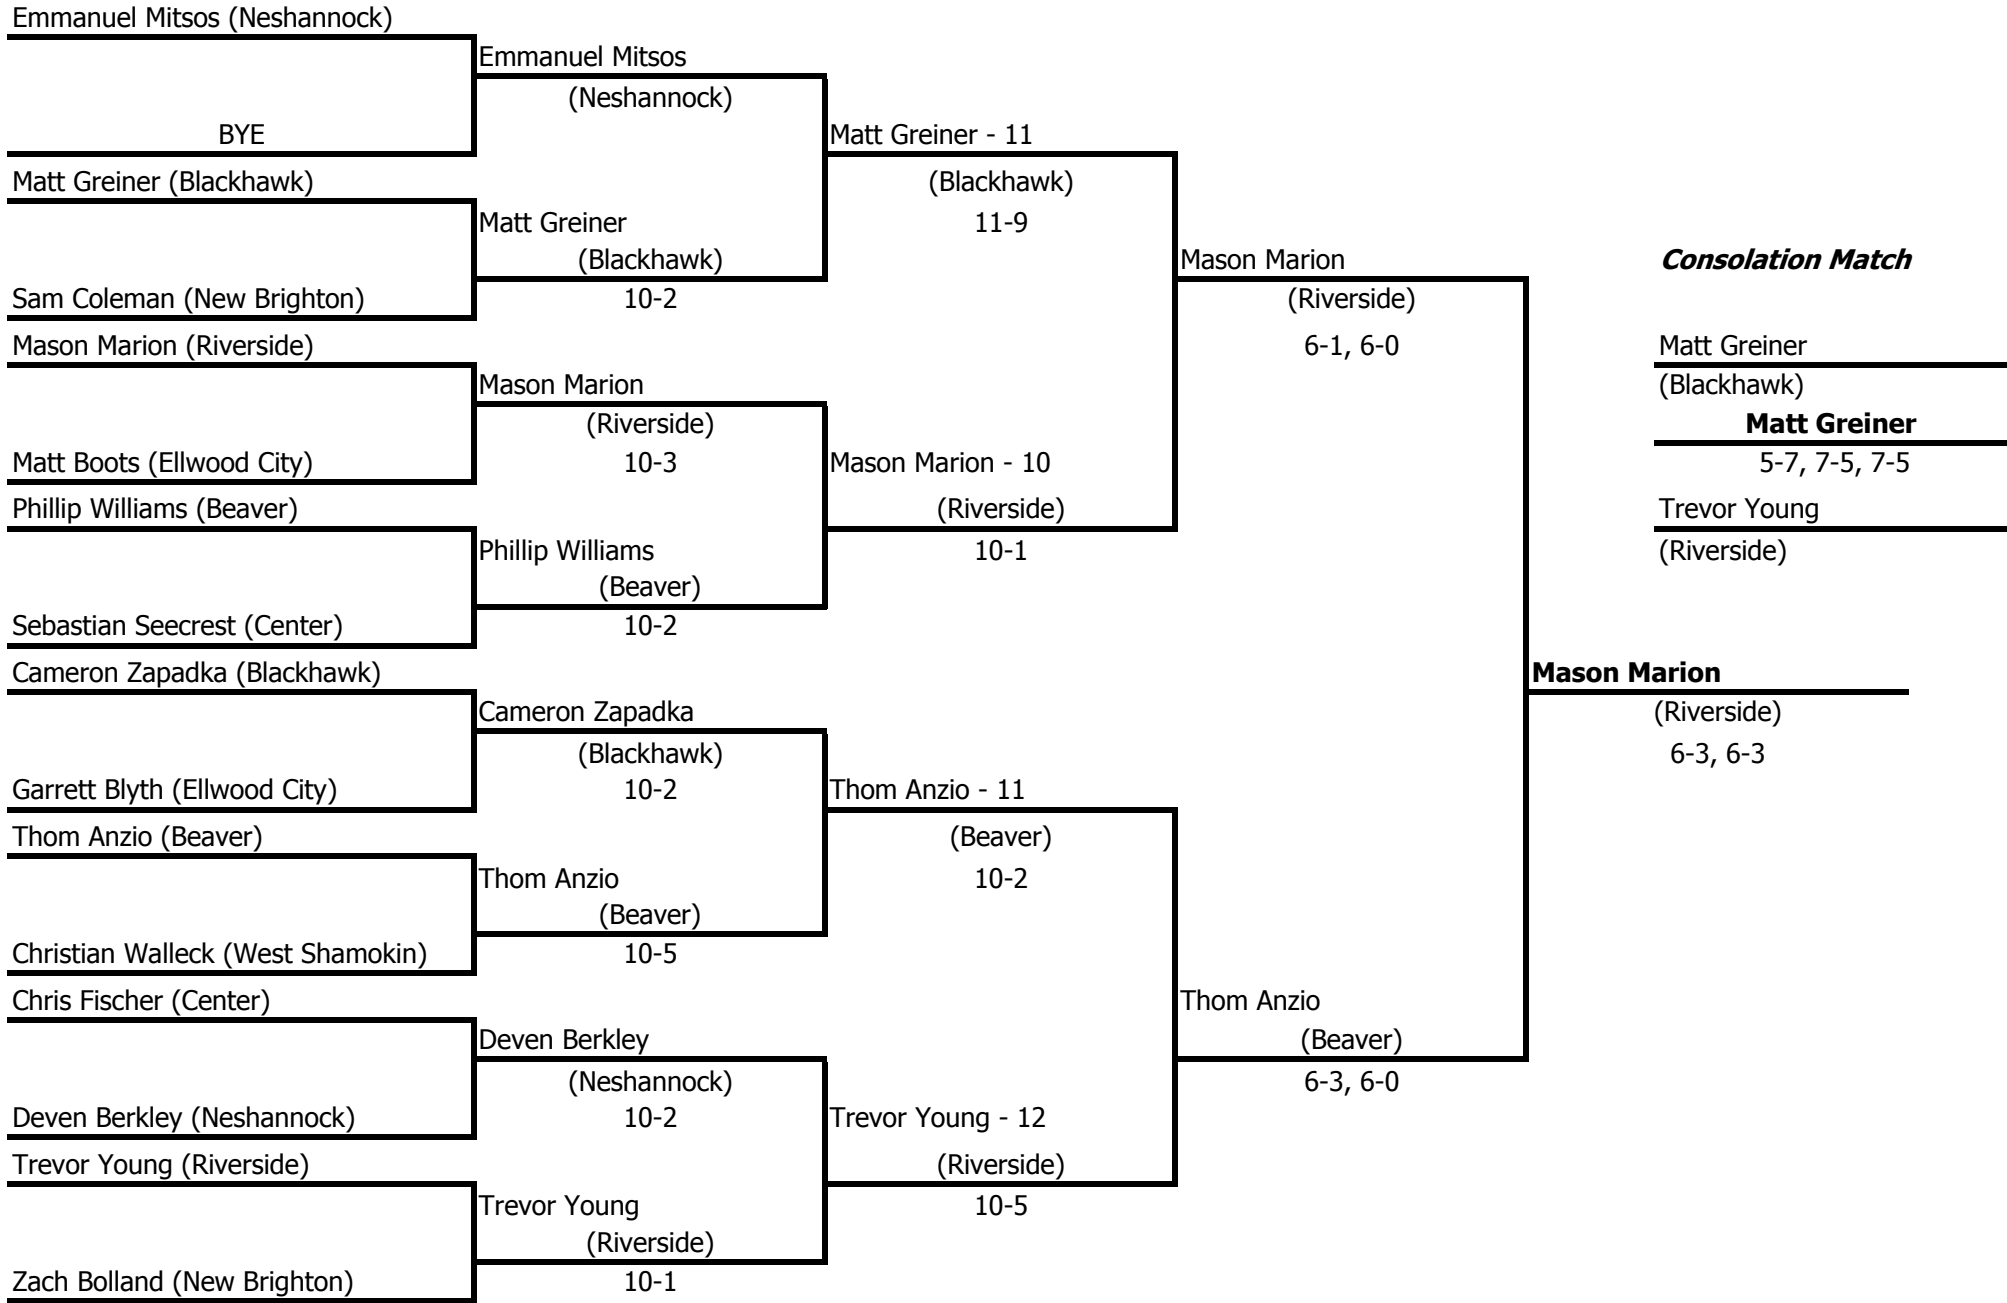 Emmanuel Mitsos (Neshannock)
BYE
Matt Greiner (Blackhawk)
Sam Coleman (New Brighton)
Mason Marion (Riverside)
Matt Boots (Ellwood City)
Phillip Williams (Beaver)
Sebastian Seecrest (Center)
Cameron Zapadka (Blackhawk)
Garrett Blyth (Ellwood City)
Thom Anzio (Beaver)
Christian Walleck (West Shamokin)
Chris Fischer (Center)
Deven Berkley (Neshannock)
Trevor Young (Riverside)
Zach Bolland (New Brighton)
Emmanuel Mitsos
(Neshannock)
Matt Greiner
(Blackhawk)
10-2
Mason Marion
(Riverside)
10-3
Phillip Williams
(Beaver)
10-2
Cameron Zapadka
(Blackhawk)
10-2
Thom Anzio
(Beaver)
10-5
Deven Berkley
(Neshannock)
10-2
Trevor Young
(Riverside)
10-1
Matt Greiner - 11
(Blackhawk)
11-9
Mason Marion - 10
(Riverside)
10-1
Thom Anzio - 11
(Beaver)
10-2
Trevor Young - 12
(Riverside)
10-5
Mason Marion
(Riverside)
6-1, 6-0
Thom Anzio
(Beaver)
6-3, 6-0
Mason Marion
(Riverside)
6-3, 6-3
Consolation Match
Matt Greiner
(Blackhawk)
Matt Greiner
5-7, 7-5, 7-5
Trevor Young
(Riverside)